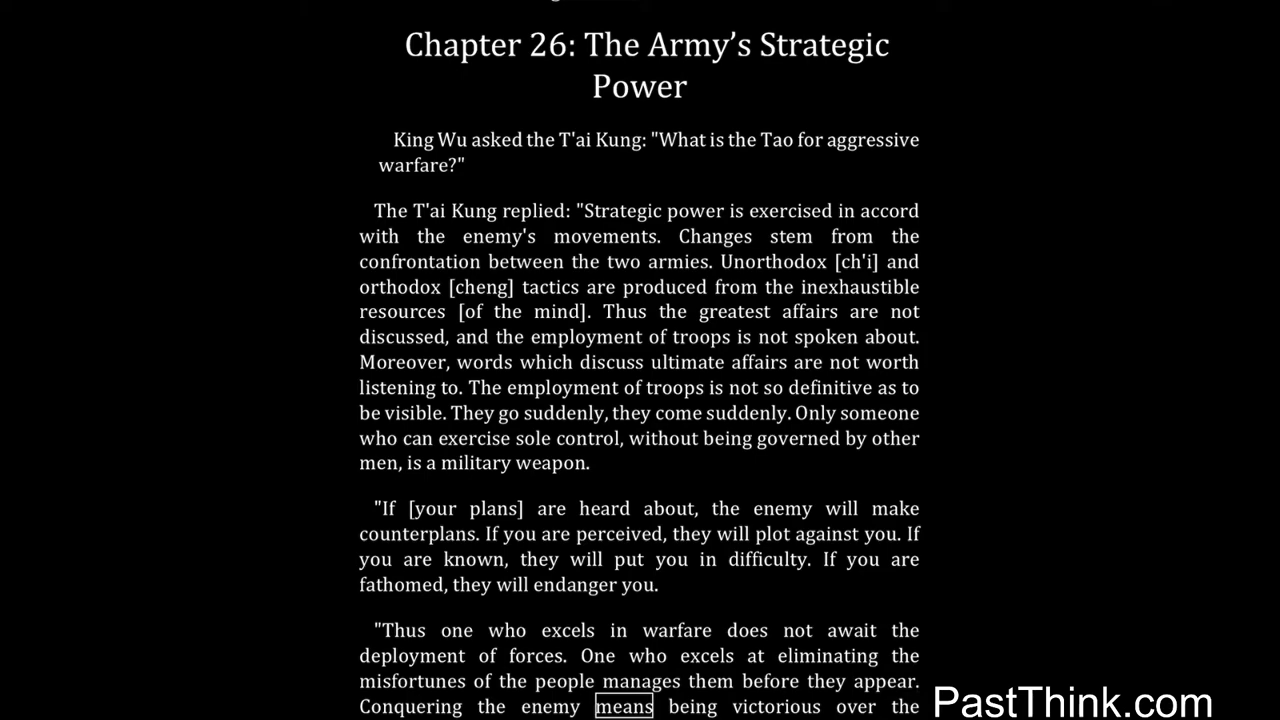 Chapter 26: The Army’s Strategic
Power
King Wu asked the T'ai Kung: "What is the Tao for aggressive
warfare?"
The T'ai Kung replied: "Strategic power is exercised in accord
with the enemy's movements. Changes stem from the
confrontation between the two armies. Unorthodox [ch'i] and
orthodox [cheng] tactics are produced from the inexhaustible
resources [of the mind]. Thus the greatest affairs are not
discussed, and the employment of troops is not spoken about.
Moreover, words which discuss ultimate affairs are not worth
listening to. The employment of troops is not so definitive as to
be visible. They go suddenly, they come suddenly. Only someone
who can exercise sole control, without being governed by other
men, is a military weapon.
"If [your plans] are heard about, the enemy will make
counterplans. If you are perceived, they will plot against you. If
you are known, they will put you in difficulty. If you are
fathomed, they will endanger you.
"Thus one who excels in warfare does not await the
deployment of forces. One who excels at eliminating the
misfortunes of the people manages them before they appear.
Conquering the enemy means being victorious over the
PastThink.com